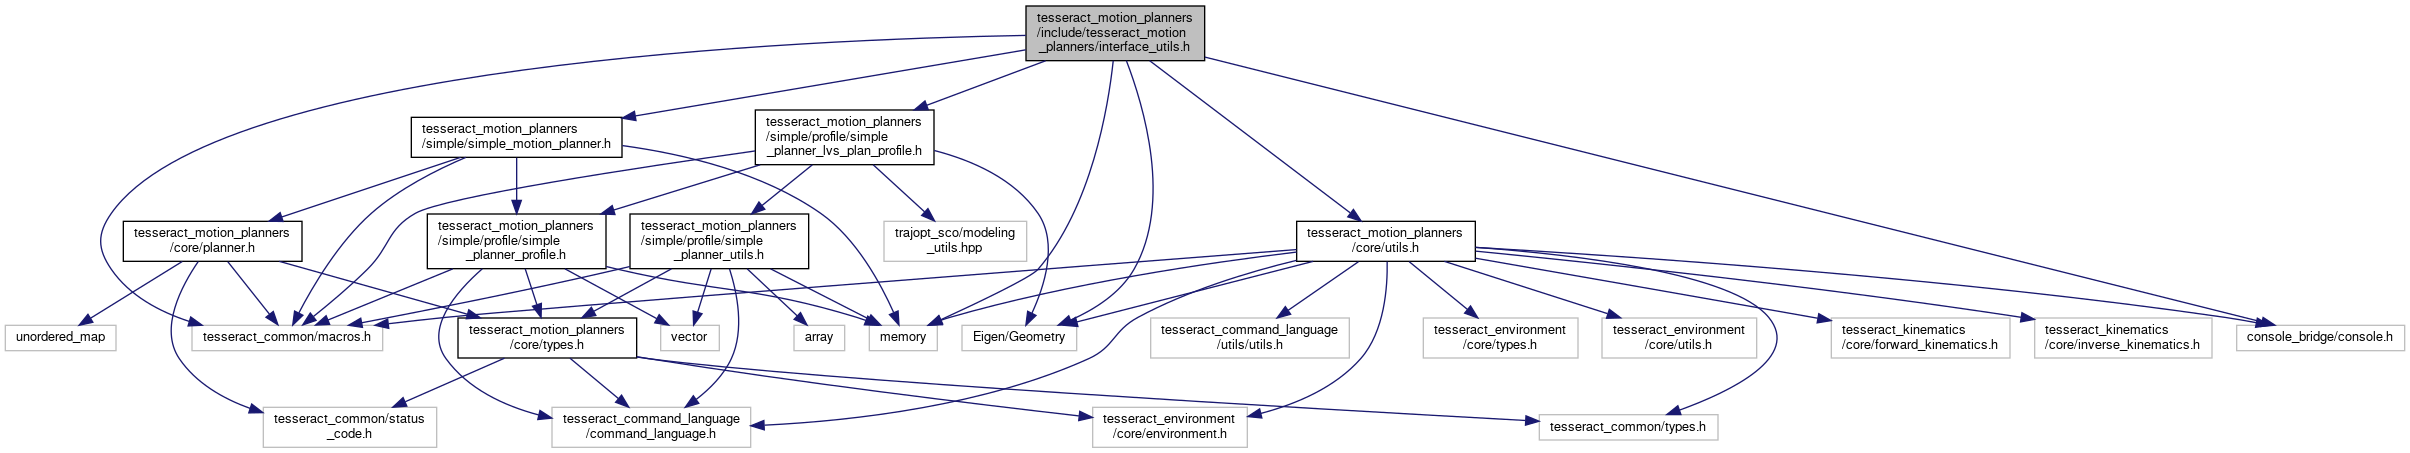 tesseract_motion_planners
/include/tesseract_motion
_planners/interface_utils.h
tesseract_motion_planners
/simple/simple_motion_planner.h
tesseract_motion_planners
/simple/profile/simple
_planner_lvs_plan_profile.h
tesseract_motion_planners
/core/planner.h
tesseract_motion_planners
/simple/profile/simple
_planner_profile.h
tesseract_motion_planners
/simple/profile/simple
_planner_utils.h
trajopt_sco/modeling
_utils.hpp
tesseract_motion_planners
/core/utils.h
unordered_map
tesseract_common/macros.h
tesseract_motion_planners
/core/types.h
vector
array
memory
Eigen/Geometry
tesseract_command_language
/utils/utils.h
tesseract_environment
/core/types.h
tesseract_environment
/core/utils.h
tesseract_kinematics
/core/forward_kinematics.h
tesseract_kinematics
/core/inverse_kinematics.h
console_bridge/console.h
tesseract_common/status
_code.h
tesseract_command_language
/command_language.h
tesseract_environment
/core/environment.h
tesseract_common/types.h